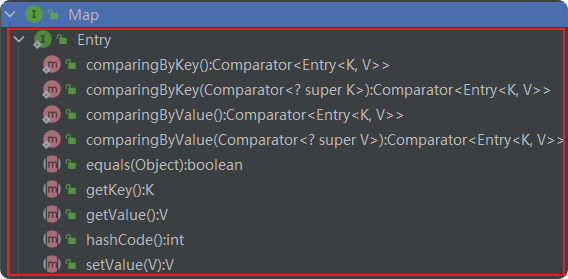 Map
Entry
comparingByKey():Comparator<Entry<K, V>>
comparingByKey(Comparator<? super K>):Comparator<Entry<K, V>>
comparingByValue():Comparator<Entry<K, V>>
comparingByValue(Comparator<? super V>):Comparator<Entry<K, V>>
equals(Object):boolean
getKey():K
getValue():V
hashCode():int
setValue(V):V